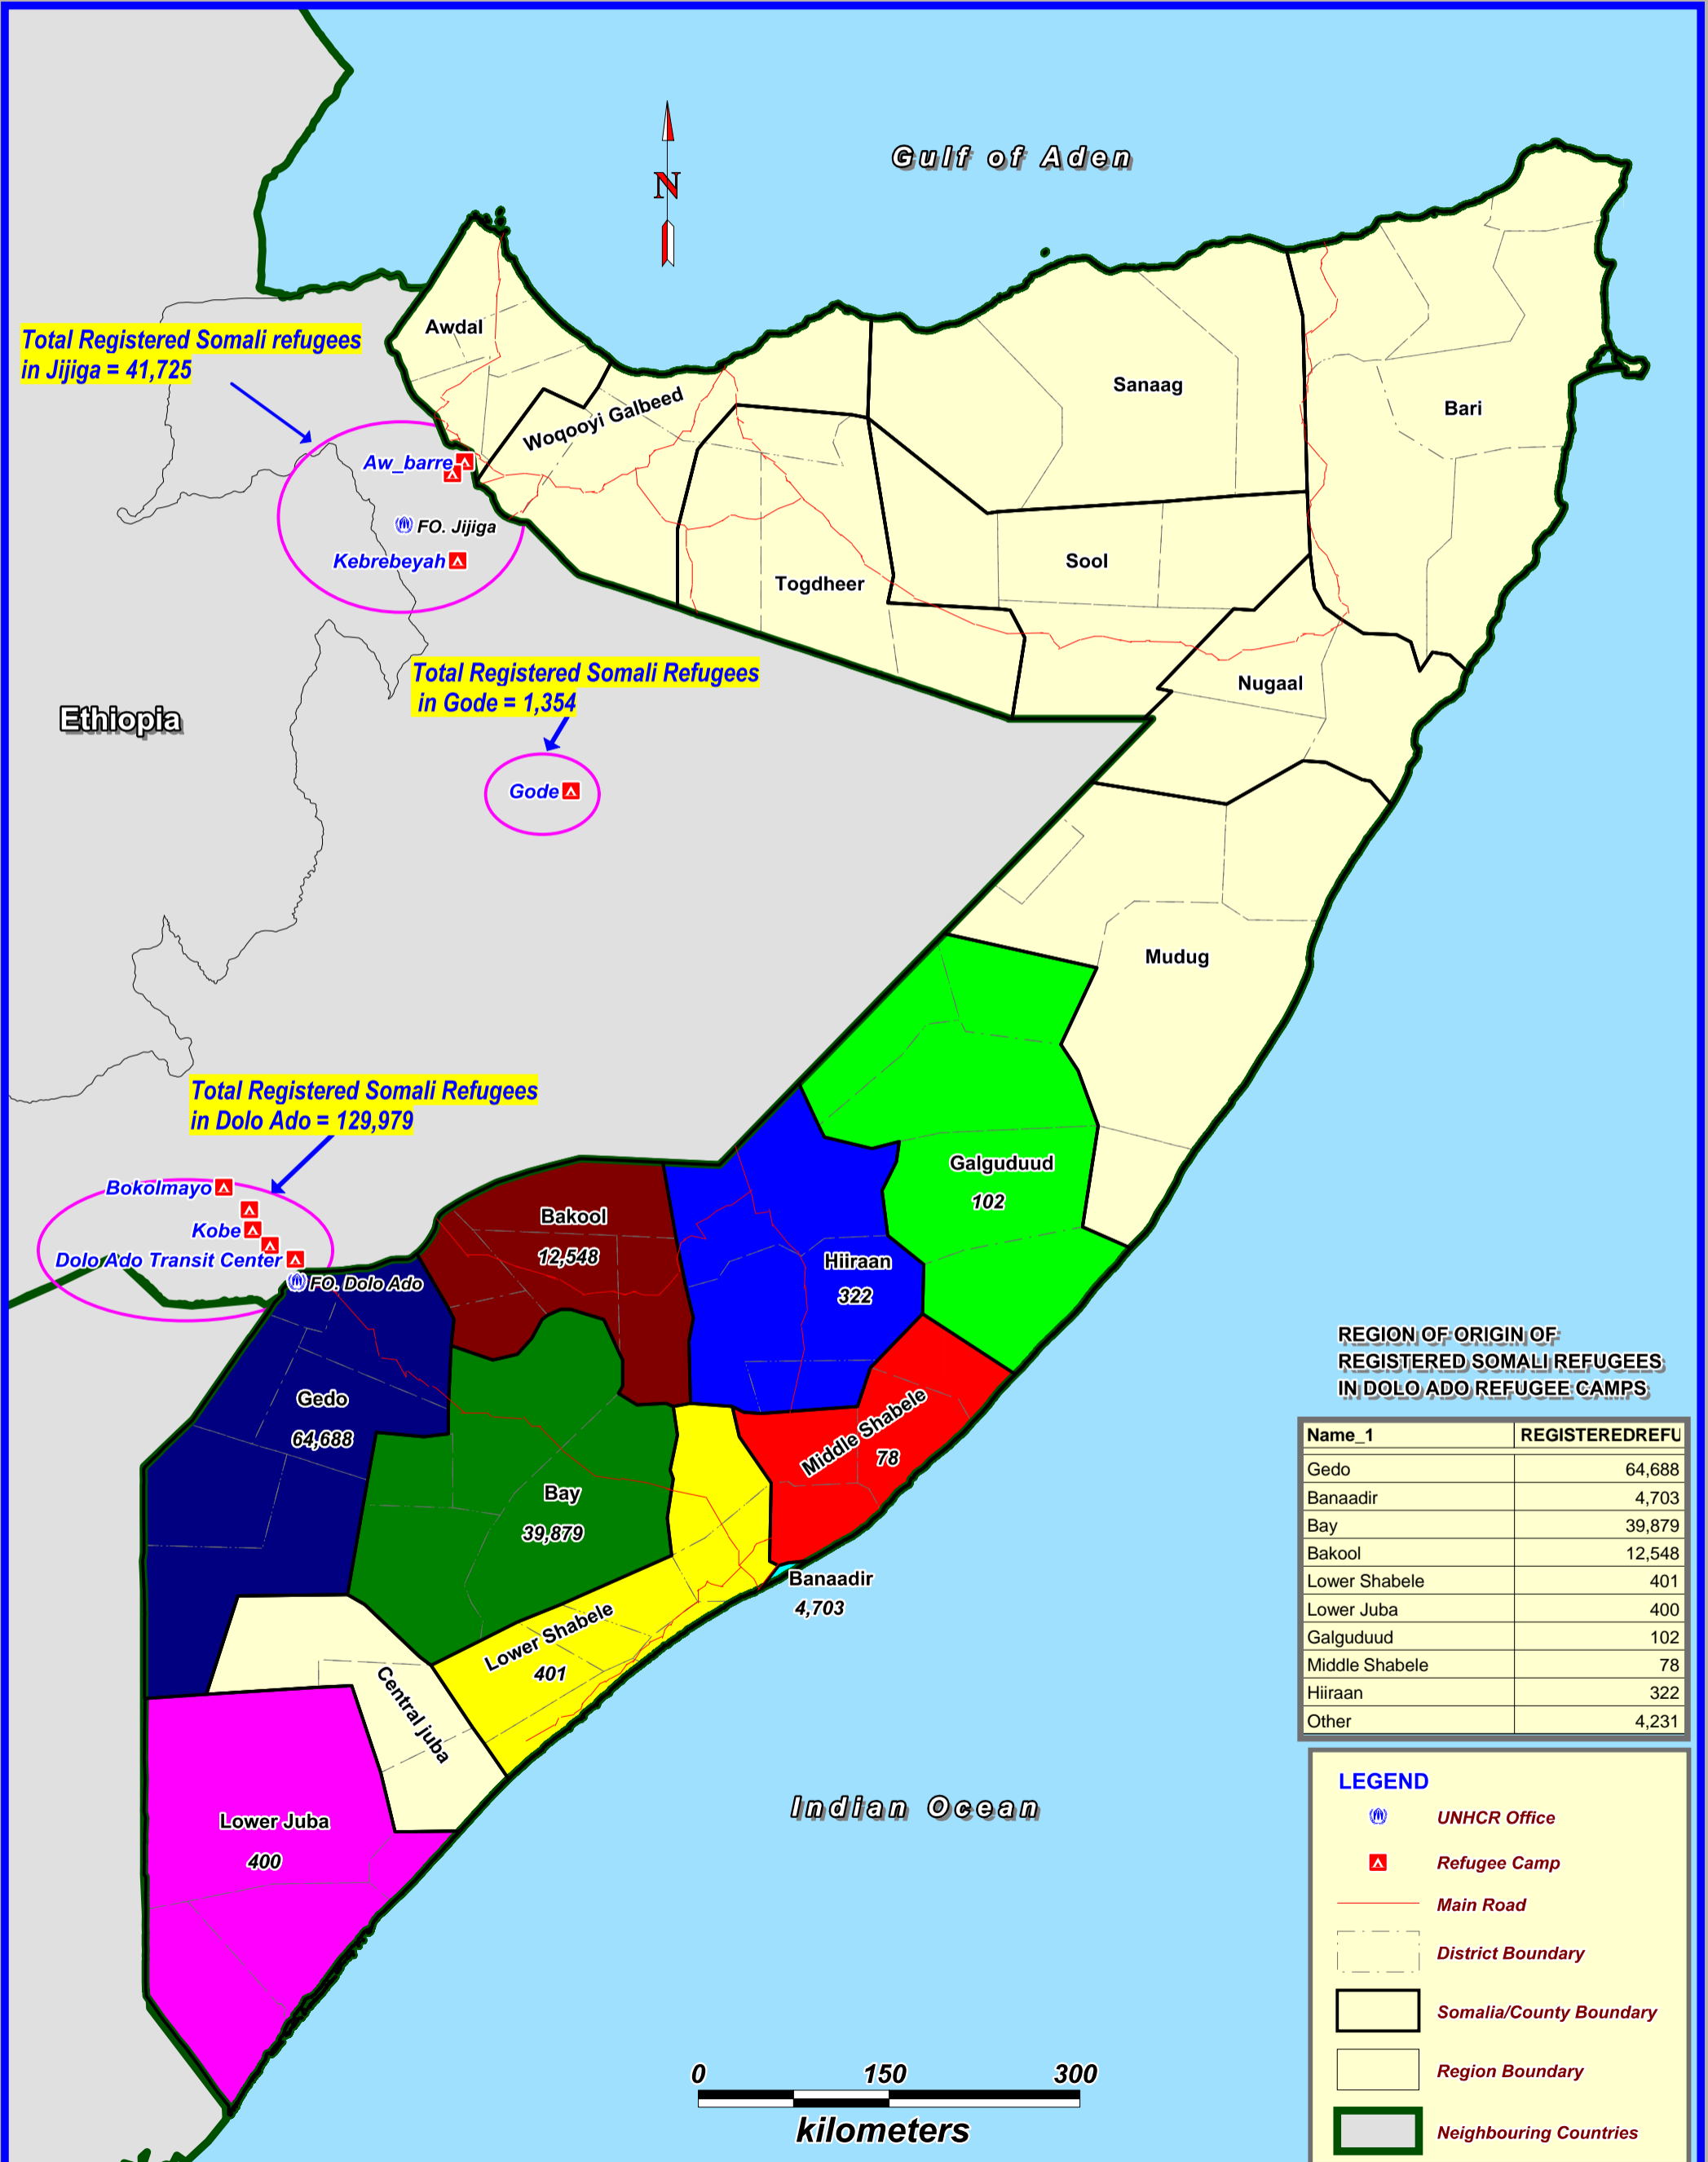 Gulf of Aden
N
Awdal
Total Registered Somali refugees
in Jijiga = 41,725
Sanaag
Bari
Woqooyi Galbeed
Aw_barre
FO. Jijiga
Kebrebeyah
Sool
Togdheer
Total Registered Somali Refugees
in Gode = 1,354
Nugaal
Ethiopia
Gode
Mudug
Total Registered Somali Refugees
in Dolo Ado = 129,979
Galguduud
102
Bokolmayo
Kobe
Dolo Ado Transit Center
FO. Dolo Ado
Bakool
12,548
Hiiraan
322
Gedo
64,688
Middle Shabele
78
Bay
39,879
Banaadir
4,703
Lower Shabele
401
Central juba
Lower Juba
400
Indian Ocean
REGION OF ORIGIN OF
REGISTERED SOMALI REFUGEES
IN DOLO ADO REFUGEE CAMPS
Name_1 REGISTEREDREFU
Gedo 64,688
Banaadir 4,703
Bay 39,879
Bakool 12,548
Lower Shabele 401
Lower Juba 400
Galguduud 102
Middle Shabele 78
Hiiraan 322
Other 4,231
LEGEND
UNHCR Office
Refugee Camp
Main Road
District Boundary
Somalia/County Boundary
Region Boundary
Neighbouring Countries
0 150 300
kilometers